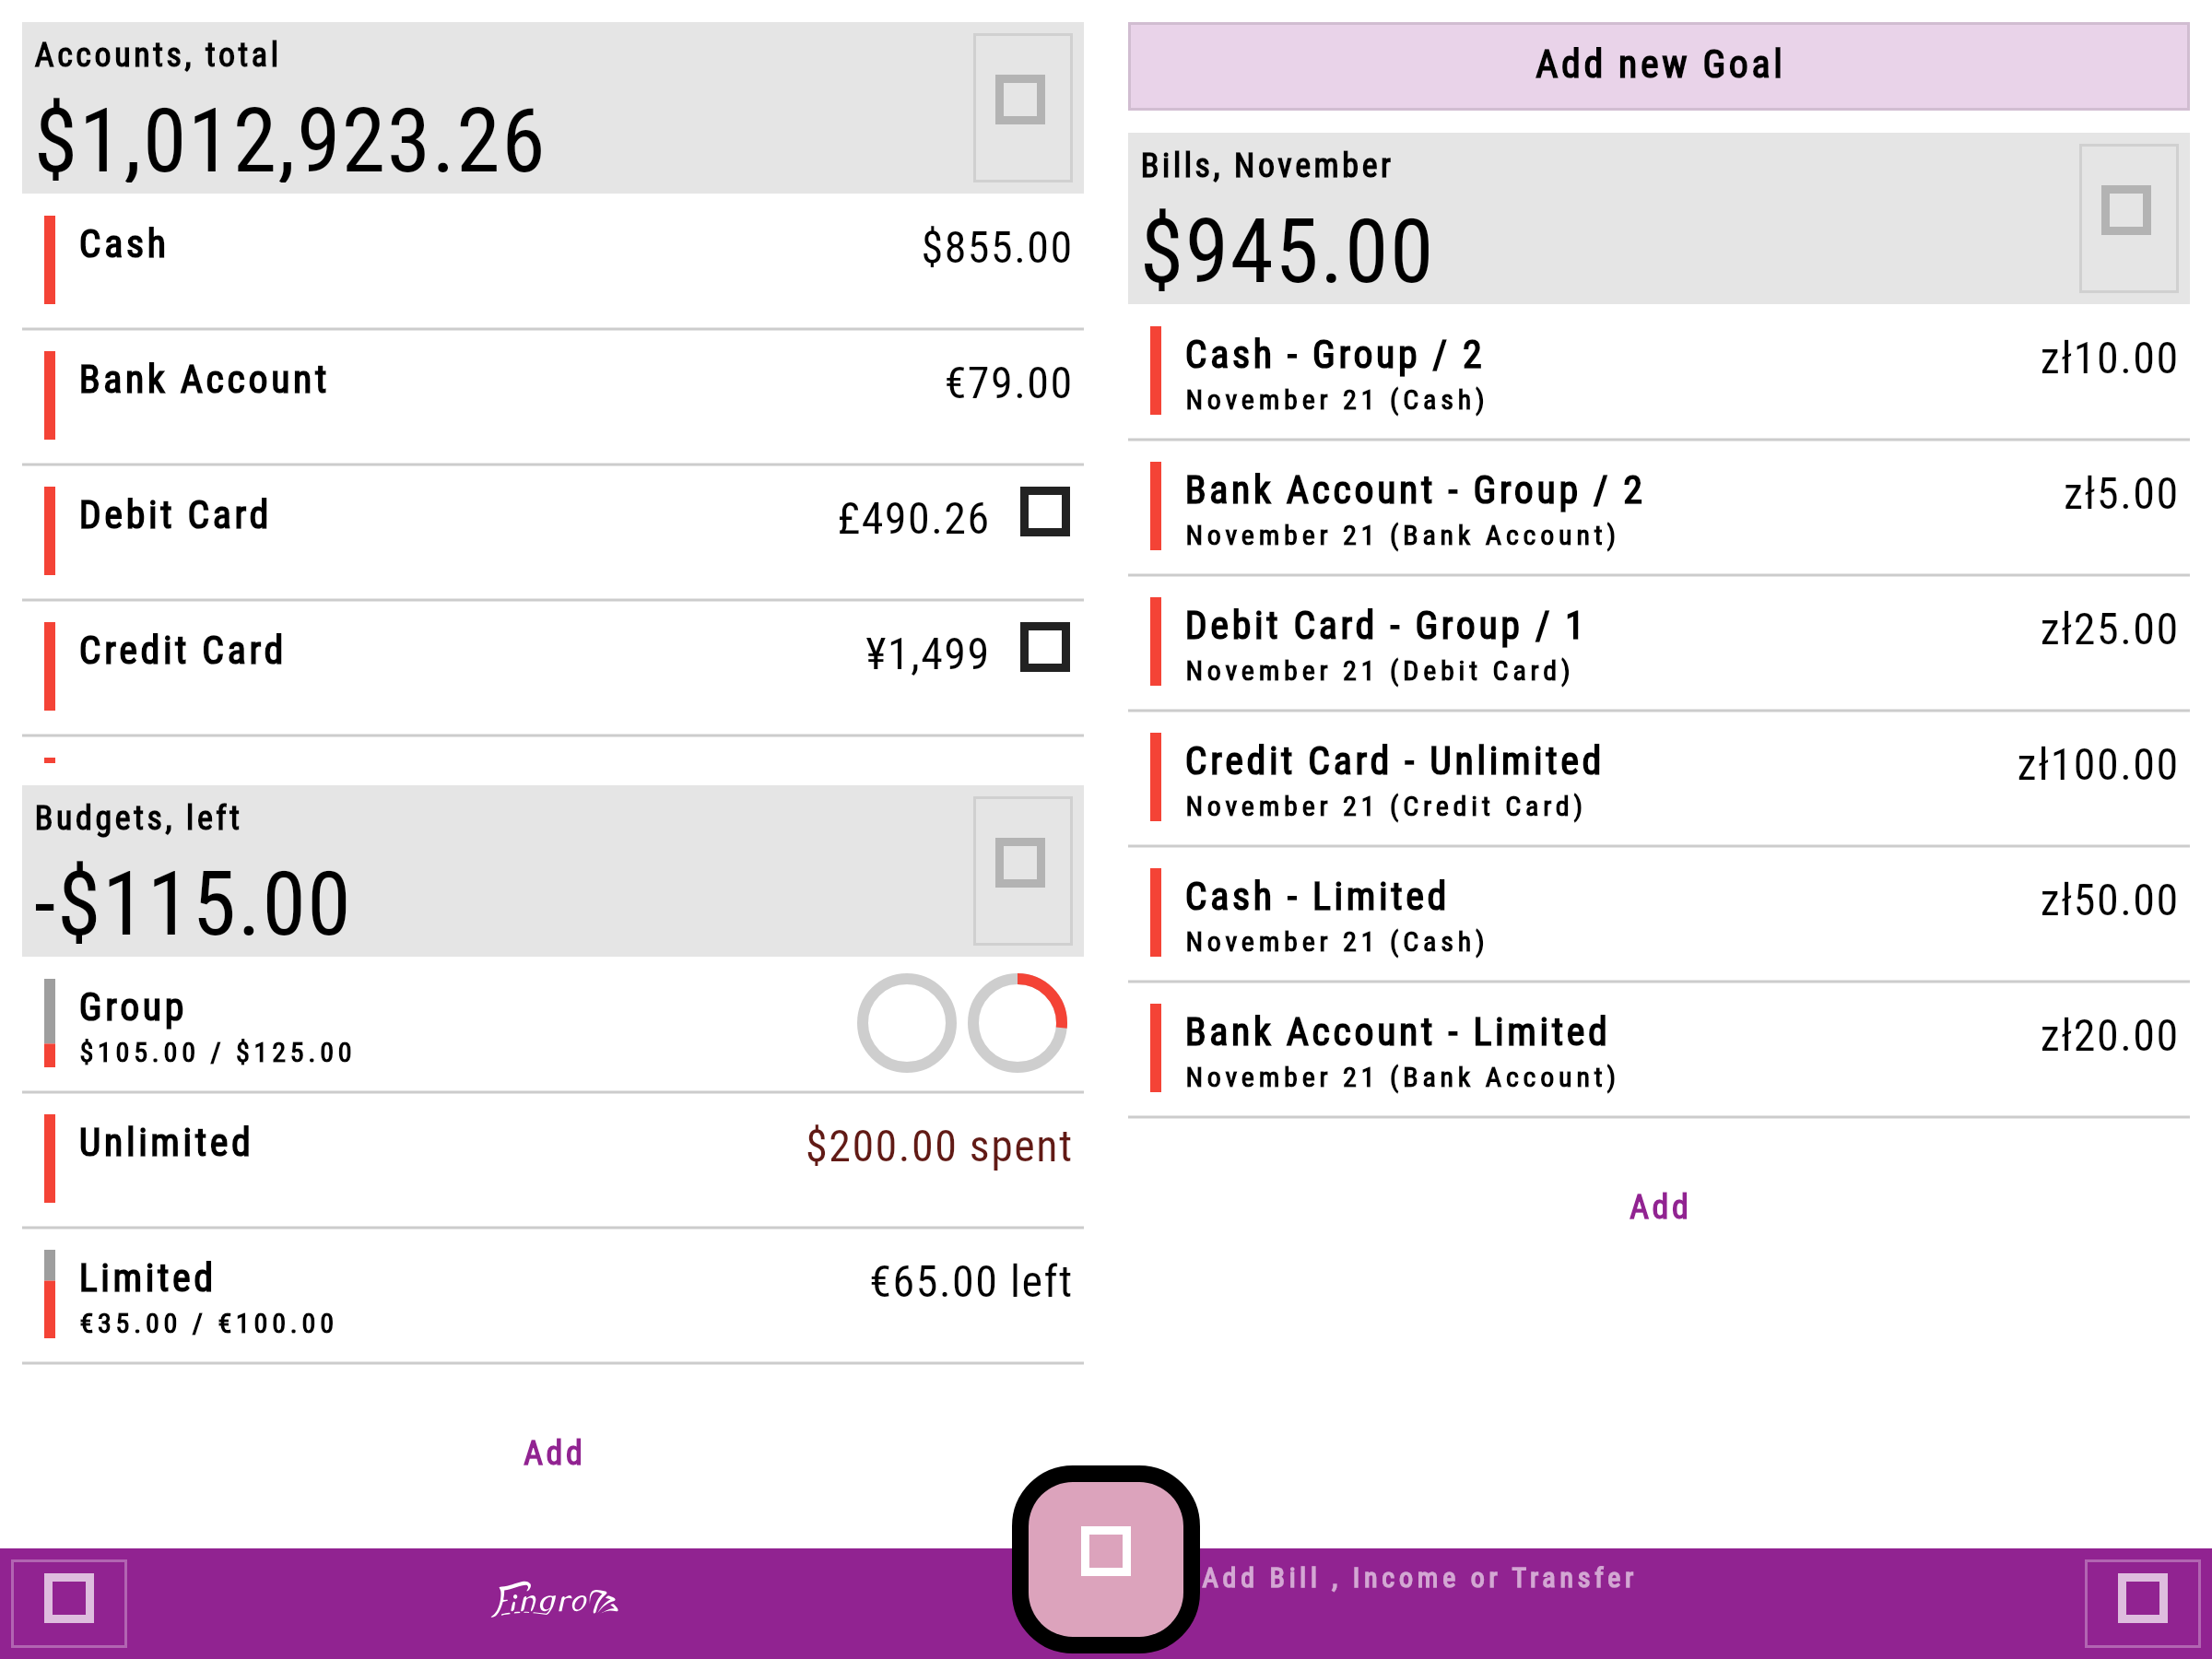 Accounts, total
$1,012,923.26
Cash $855.00
Bank Account €79.00
Debit Card £490.26
Credit Card ¥1,499
Budgets, left
-$115.00
Group
$105.00 / $125.00
Unlimited $200.00 spent
Limited €65.00 left
€35.00 / €100.00
Add
Add new Goal
Bills, November
$945.00
Cash - Group / 2 zł10.00
November 21 (Cash)
Bank Account - Group / 2 zł5.00
November 21 (Bank Account)
Debit Card - Group / 1 zł25.00
November 21 (Debit Card)
Credit Card - Unlimited zł100.00
November 21 (Credit Card)
Cash - Limited zł50.00
November 21 (Cash)
Bank Account - Limited zł20.00
November 21 (Bank Account)
Add
Add Bill , Income or Transfer